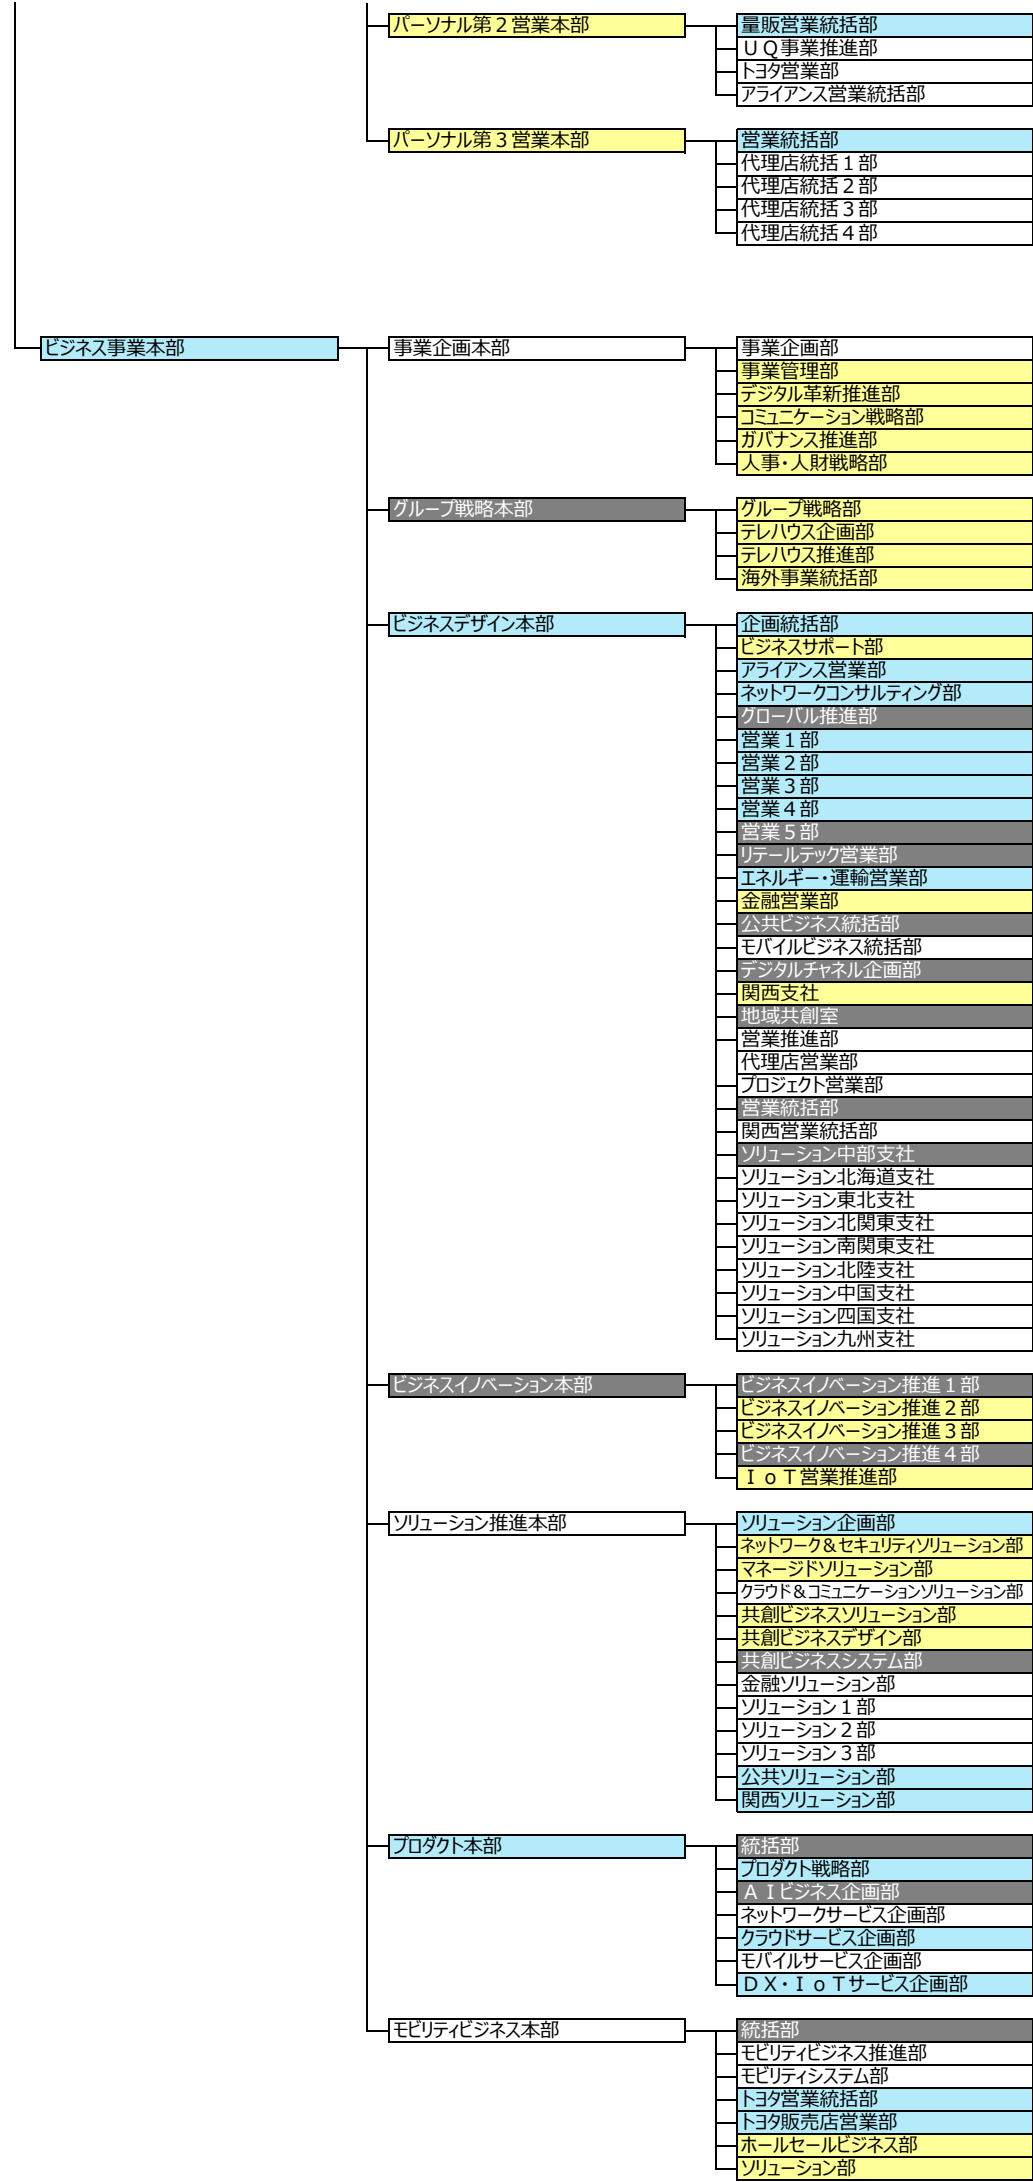 パーソナル第２営業本部
量販営業統括部
ＵＱ事業推進部
トヨタ営業部
アライアンス営業統括部
パーソナル第３営業本部
営業統括部
代理店統括１部
代理店統括２部
代理店統括３部
代理店統括４部
ビジネス事業本部
事業企画本部
事業企画部
事業管理部
デジタル革新推進部
コミュニケーション戦略部
ガバナンス推進部
人事・人財戦略部
グループ戦略本部
グループ戦略部
テレハウス企画部
テレハウス推進部
海外事業統括部
ビジネスデザイン本部
企画統括部
ビジネスサポート部
アライアンス営業部
ネットワークコンサルティング部
グローバル推進部
営業１部
営業２部
営業３部
営業４部
営業５部
リテールテック営業部
エネルギー・運輸営業部
金融営業部
公共ビジネス統括部
モバイルビジネス統括部
デジタルチャネル企画部
関西支社
地域共創室
営業推進部
代理店営業部
プロジェクト営業部
営業統括部
関西営業統括部
ソリューション中部支社
ソリューション北海道支社
ソリューション東北支社
ソリューション北関東支社
ソリューション南関東支社
ソリューション北陸支社
ソリューション中国支社
ソリューション四国支社
ソリューション九州支社
ビジネスイノベーション本部
ビジネスイノベーション推進１部
ビジネスイノベーション推進２部
ビジネスイノベーション推進３部
ビジネスイノベーション推進４部
ＩｏＴ営業推進部
ソリューション推進本部
ソリューション企画部
ネットワーク＆セキュリティソリューション部
マネージドソリューション部
クラウド＆コミュニケーションソリューション部
共創ビジネスソリューション部
共創ビジネスデザイン部
共創ビジネスシステム部
金融ソリューション部
ソリューション１部
ソリューション２部
ソリューション３部
公共ソリューション部
関西ソリューション部
プロダクト本部
統括部
プロダクト戦略部
ＡＩビジネス企画部
ネットワークサービス企画部
クラウドサービス企画部
モバイルサービス企画部
ＤＸ・ＩｏＴサービス企画部
モビリティビジネス本部
統括部
モビリティビジネス推進部
モビリティシステム部
トヨタ営業統括部
トヨタ販売店営業部
ホールセールビジネス部
ソリューション部